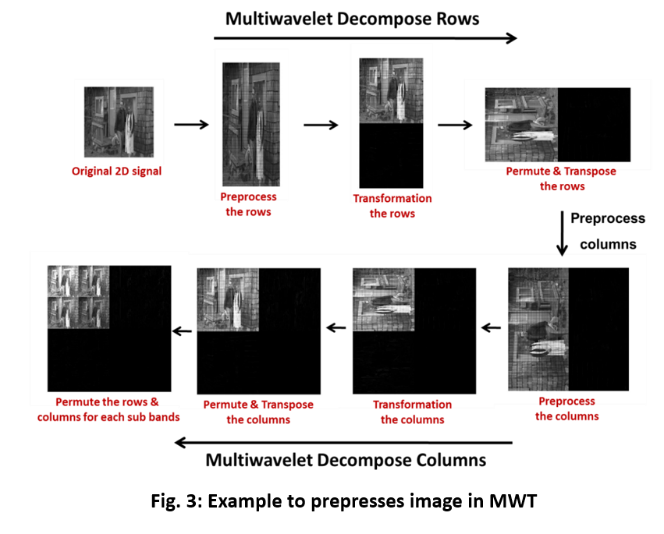 Multiwavelet Decompose Rows
Original 2D signal
Preprocess
the rows
Transformation
the rows
Permute & Transpose
the rows
Preprocess
columns
Permute the rows &
columns for each sub bands
Permute & Transpose
the columns
Transformation
the columns
Preprocess
the columns
Multiwavelet Decompose Columns
Fig. 3: Example to prepresses image in MWT